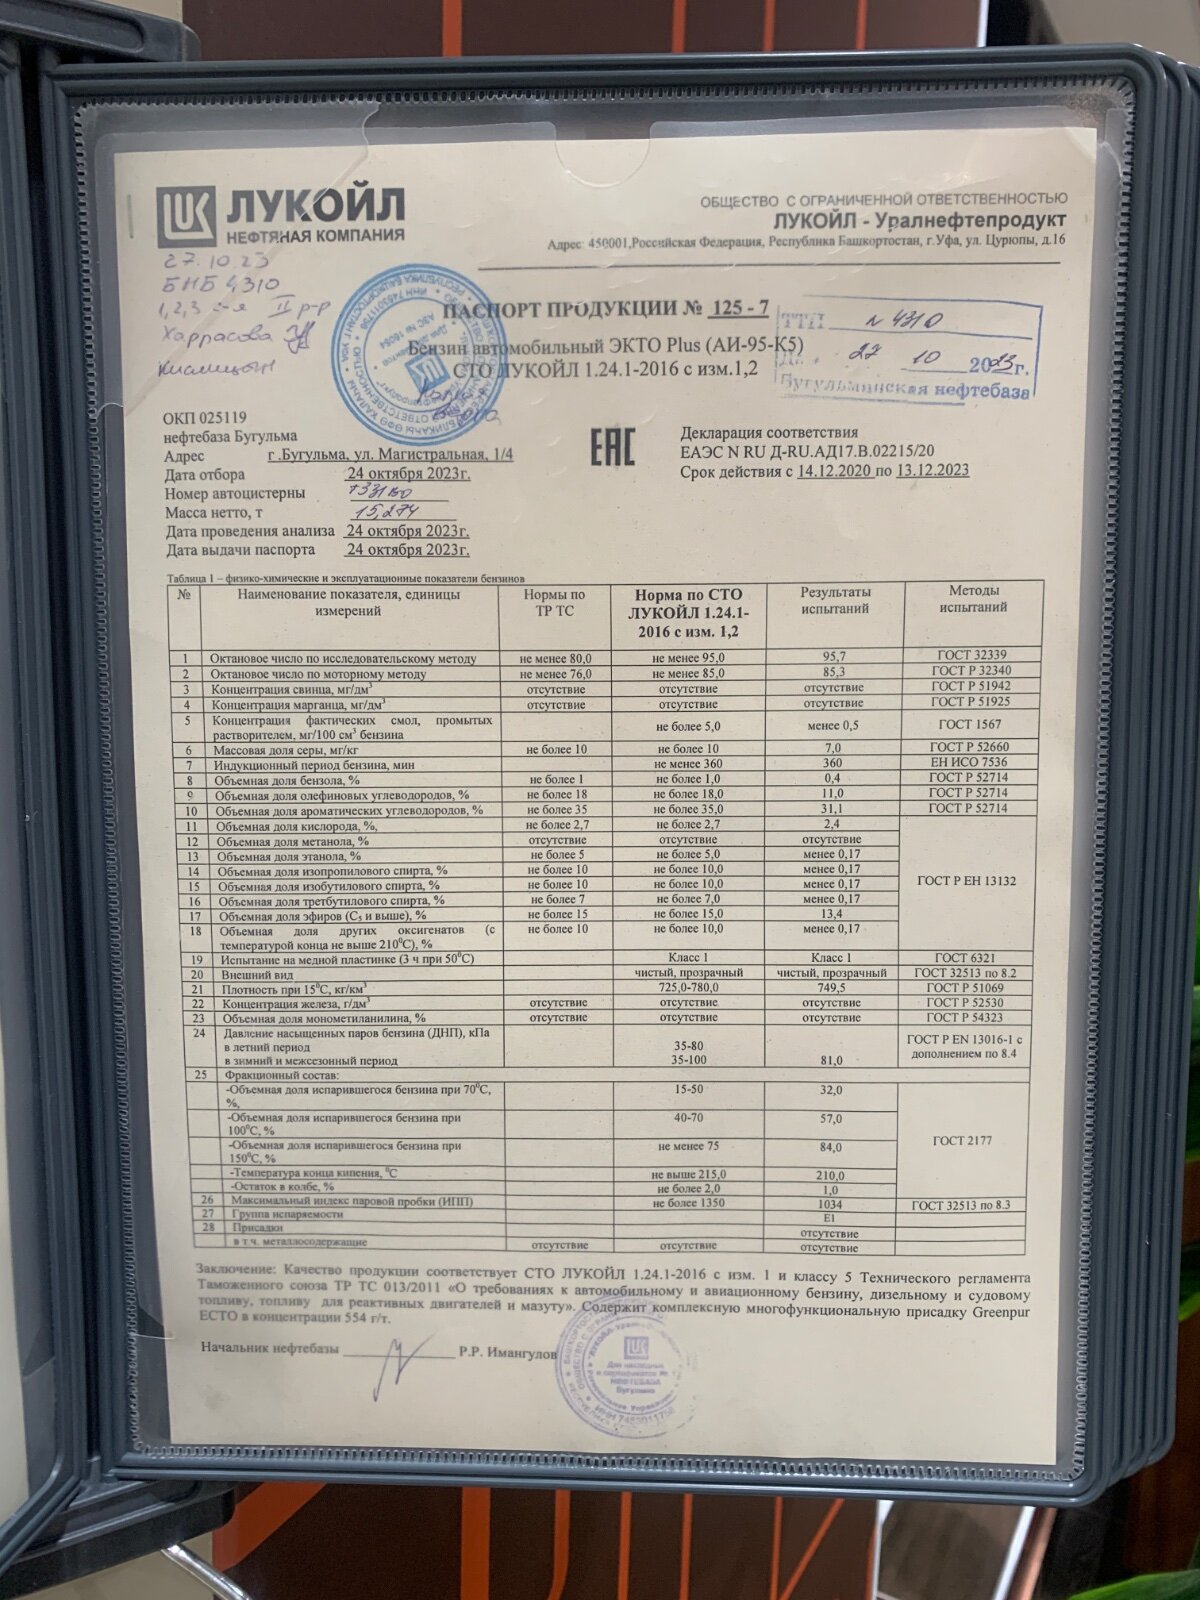 ЛУКОЙЛ
НЕФТЯНАЯ КОМПАНИЯ
ОБЩЕСТВО С ОГРАНИЧЕННОЙ ОТВЕТСТВЕННОСТЬЮ
ЛУКОЙЛ - Уралнефтепродукт
Адрес: 450001,Российская Федерация, Республика Башкортостан, г.Уфа, ул. Цюрюпы, д.16
27.10.23
БНБ 4310
1,2,3 II р-р
Харрасова
ПАСПОРТ ПРОДУКЦИИ № 125 - 7
Бензин автомобильный ЭКТО Plus (АИ-95-К5)
СТО ЛУКОЙЛ 1.24.1-2016 с изм.1,2
ТТН N 4310
27 10 2023г.
Бугульминская нефтебаза
ОКП 025119
нефтебаза Бугульма
Адрес г .Бугульма, ул. Магистральная, 1/4
Дата отбора 24 октября 2023г.
Номер автоцистерны
Масса нетто, т 15,274
Дата проведения анализа 24 октября 2023г.
Дата выдачи паспорта 24 октября 2023г.
EAC
Декларация соответствия
ЕАЭС N RU Д-RU.АД17.В.02215/20
Срок действия с 14.12.2020 по 13.12.2023
Таблица 1 – физико-химические и эксплуатационные показатели бензинов
№ Наименование показателя, единицы измерений Нормы по ТР ТС Норма по СТО ЛУКОЙЛ 1.24.1-2016 с изм. 1,2 Результаты испытаний Методы испытаний
1 Октановое число по исследовательскому методу не менее 80,0 не менее 95,0 95,7 ГОСТ 32339
2 Октановое число по моторному методу не менее 76,0 не менее 85,0 85,3 ГОСТ Р 32340
3 Концентрация свинца, мг/дм³ отсутствие отсутствие отсутствие ГОСТ Р 51942
4 Концентрация марганца, мг/дм³ отсутствие отсутствие отсутствие ГОСТ Р 51925
5 Концентрация фактических смол, промытых
растворителем, мг/100 см³ бензина не более 5,0 менее 0,5 ГОСТ 1567
6 Массовая доля серы, мг/кг не более 10 не более 10 7,0 ГОСТ Р 52660
7 Индукционный период бензина, мин не менее 360 360 ЕН ИСО 7536
8 Объемная доля бензола, % не более 1 не более 1,0 0,4 ГОСТ Р 52714
9 Объемная доля олефиновых углеводородов, % не более 18 не более 18,0 11,0 ГОСТ Р 52714
10 Объемная доля ароматических углеводородов, % не более 35 не более 35,0 31,1 ГОСТ Р 52714
11 Объемная доля кислорода, %, не более 2,7 не более 2,7 2,4
12 Объемная доля метанола, % отсутствие отсутствие отсутствие
13 Объемная доля этанола, % не более 5 не более 5,0 менее 0,17
14 Объемная доля изопропилового спирта, % не более 10 не более 10,0 менее 0,17
ГОСТ Р ЕН 13132
15 Объемная доля изобутилового спирта, % не более 10 не более 10,0 менее 0,17
16 Объемная доля третбутилового спирта, % не более 7 не более 7,0 менее 0,17
17 Объемная доля эфиров (С₅ и выше), % не более 15 не более 15,0 13,4
18 Объемная доля других оксигенатов (с
температурой конца не выше 210⁰С), % не более 10 не более 10,0 менее 0,17
19 Испытание на медной пластинке (3 ч при 50⁰С) Класс 1 Класс 1 ГОСТ 6321
20 Внешний вид чистый, прозрачный чистый, прозрачный ГОСТ 32513 по 8.2
21 Плотность при 15⁰С, кг/км³ 725,0-780,0 749,5 ГОСТ Р 51069
22 Концентрация железа, г/дм³ отсутствие отсутствие отсутствие ГОСТ Р 52530
23 Объемная доля монометиланилина, % отсутствие отсутствие отсутствие ГОСТ Р 54323
24 Давление насыщенных паров бензина (ДНП), кПа
в летний период 35-80
в зимний и межсезонный период 35-100 81,0
ГОСТ Р EN 13016-1 с
дополнением по 8.4
25 Фракционный состав:
-Объемная доля испарившегося бензина при 70⁰С,
%, 15-50 32,0
-Объемная доля испарившегося бензина при
100⁰С, % 40-70 57,0
ГОСТ 2177
-Объемная доля испарившегося бензина при
150⁰С, % не менее 75 84,0
-Температура конца кипения, ⁰С не выше 215,0 210,0
-Остаток в колбе, % не более 2,0 1,0
26 Максимальный индекс паровой пробки (ИПП) не более 1350 1034 ГОСТ 32513 по 8.3
27 Группа испаряемости Е1
28 Присадки отсутствие
в т.ч. металлосодержащие отсутствие отсутствие отсутствие
Заключение: Качество продукции соответствует СТО ЛУКОЙЛ 1.24.1-2016 с изм. 1 и классу 5 Технического регламента
Таможенного союза ТР ТС 013/2011 «О требованиях к автомобильному и авиационному бензину, дизельному и судовому
топливу, топливу для реактивных двигателей и мазуту». Содержит комплексную многофункциональную присадку Greenpur
ЕСТО в концентрации 554 г/т.
Начальник нефтебазы Р.Р. Имангулов
Для накладных
и сертификатов №
НЕФТЕБАЗА
Бугульма